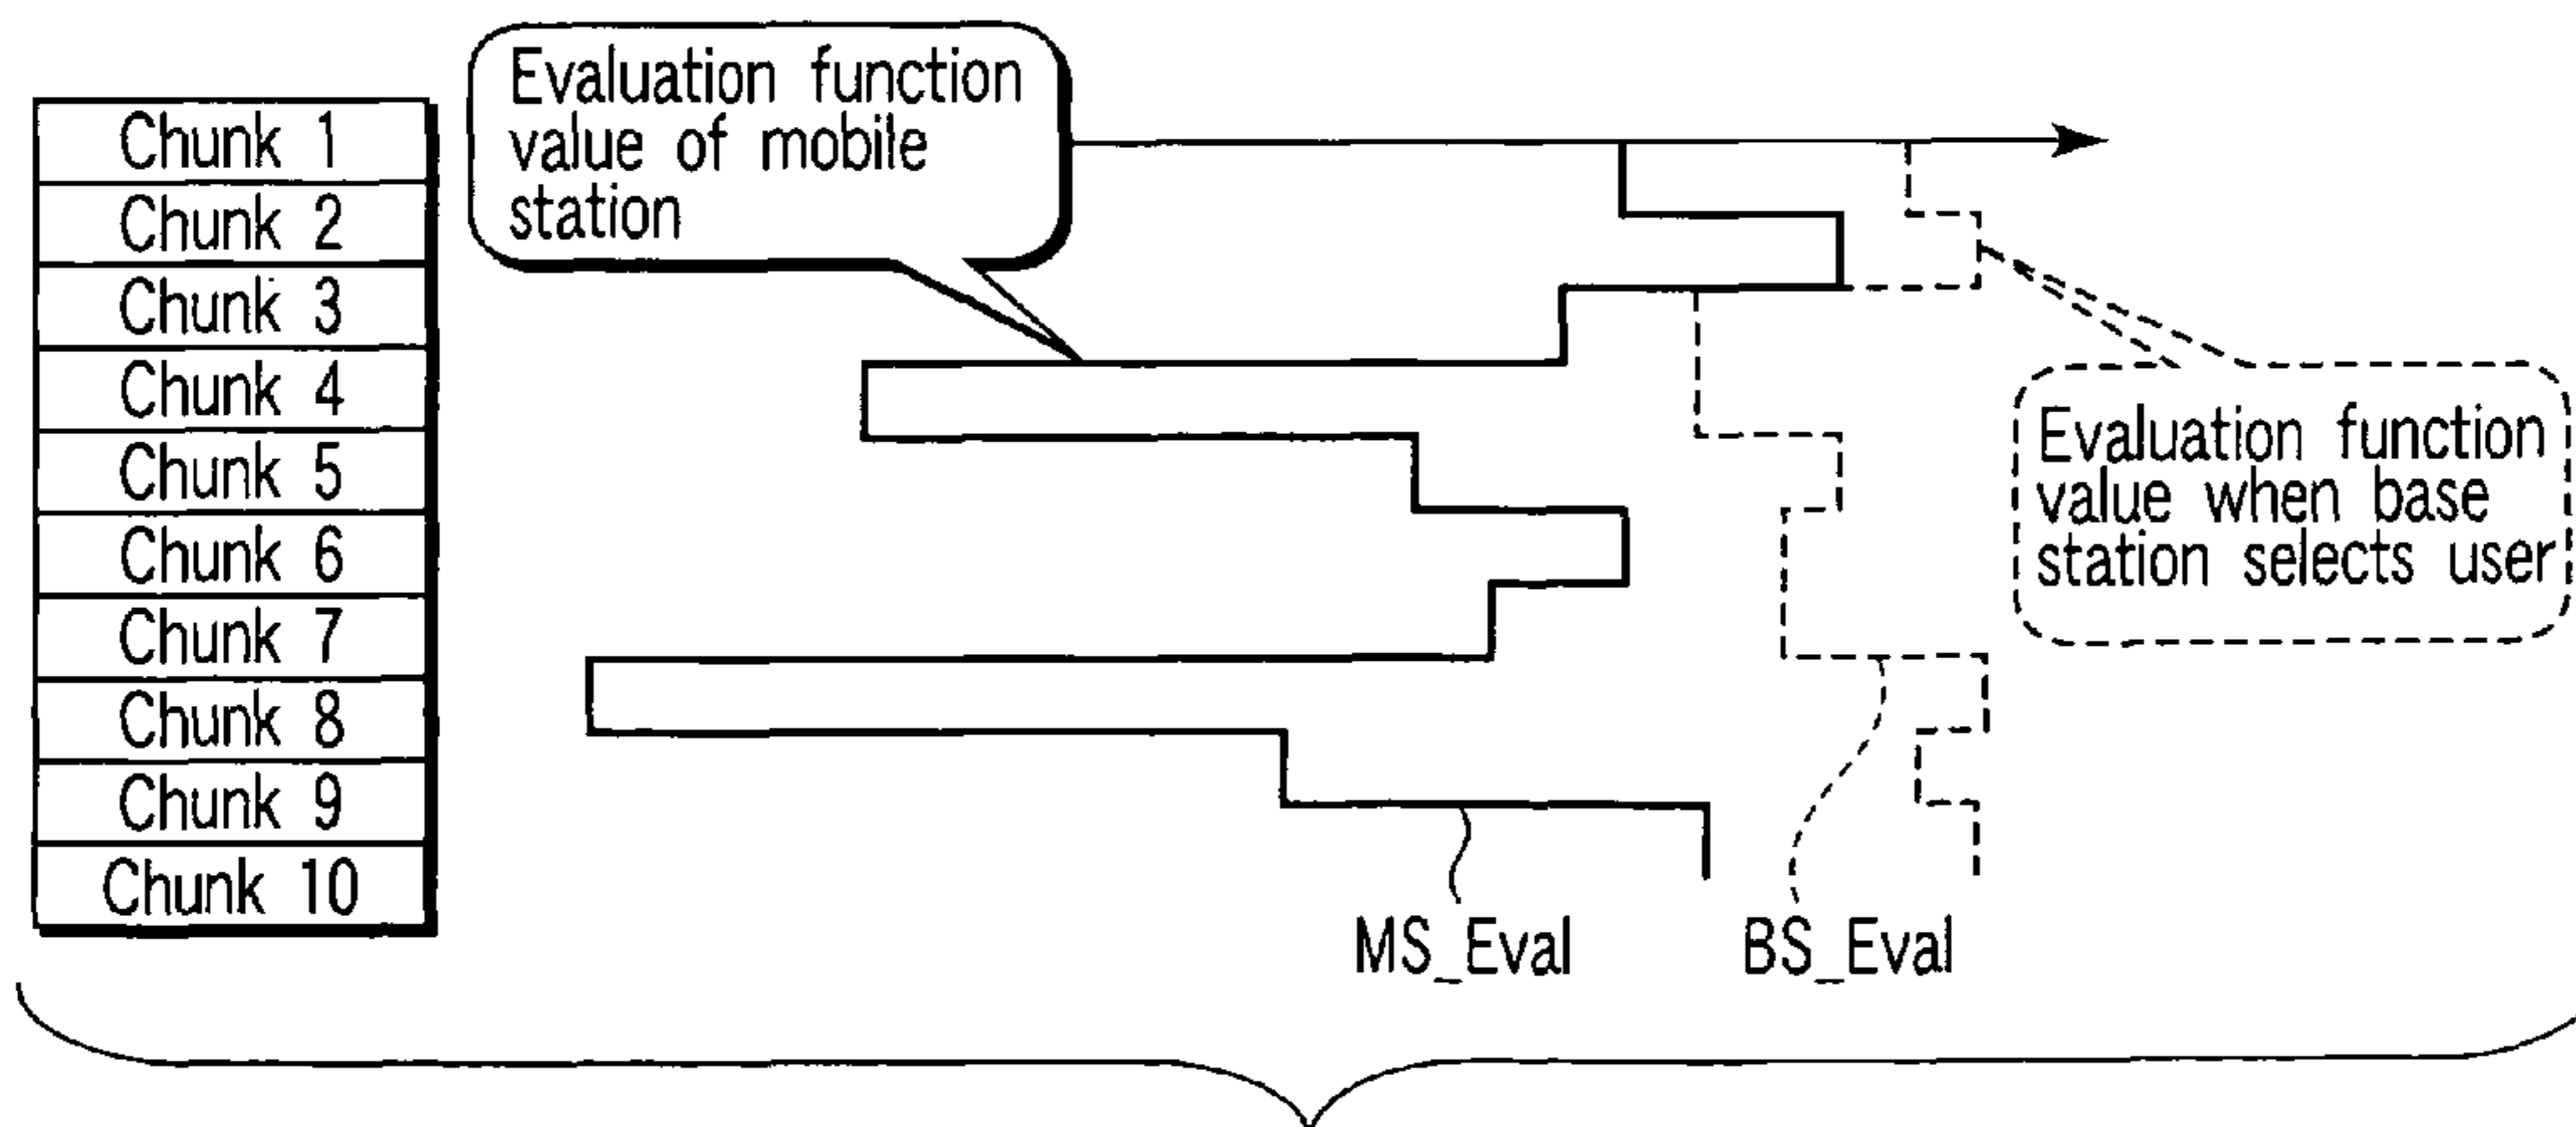 Chunk 1
Chunk 2
Chunk 3
Chunk 4
Chunk 5
Chunk 6
Chunk 7
Chunk 8
Chunk 9
Chunk 10
Evaluation function
value of mobile
station
Evaluation function
value when base
station selects user
MS_Eval
BS_Eval